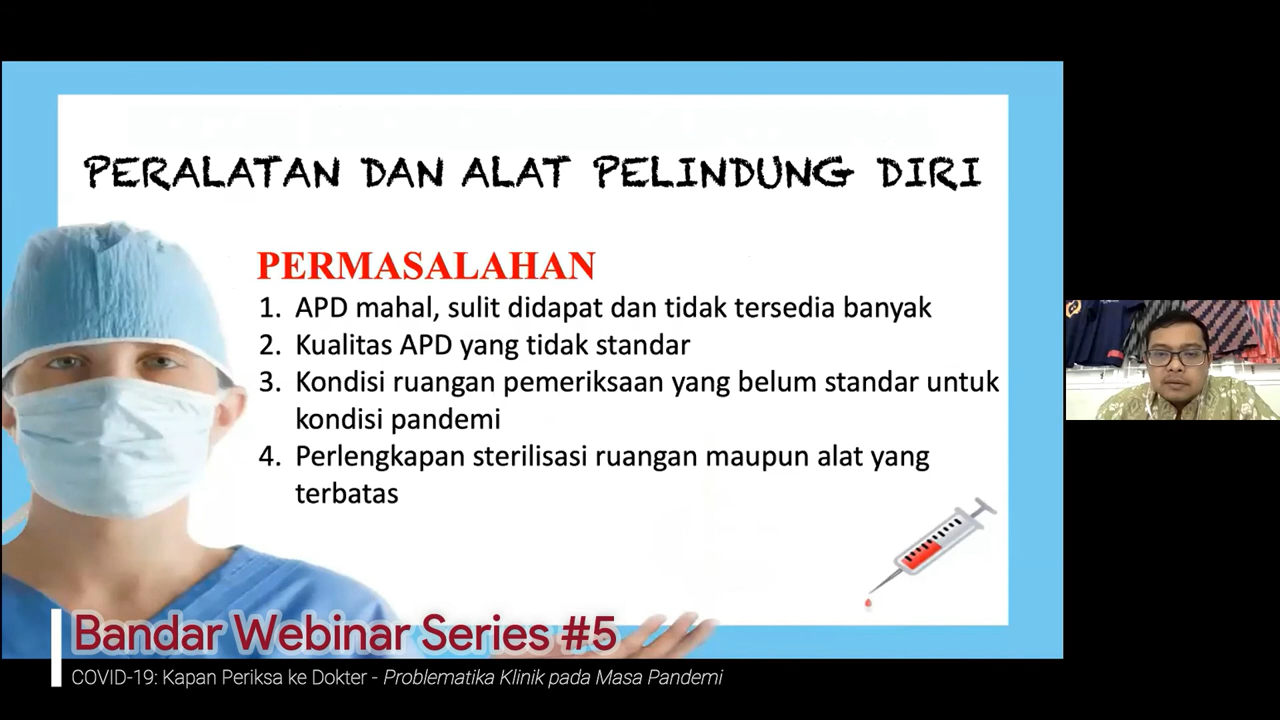 PERALATAN DAN ALAT PELINDUNG DIRI
PERMASALAHAN
1. APD mahal, sulit didapat dan tidak tersedia banyak
2. Kualitas APD yang tidak standar
3. Kondisi ruangan pemeriksaan yang belum standar untuk
kondisi pandemi
4. Perlengkapan sterilisasi ruangan maupun alat yang
terbatas
Bandar Webinar Series #5
COVID-19: Kapan Periksa ke Dokter - Problematika Klinik pada Masa Pandemi